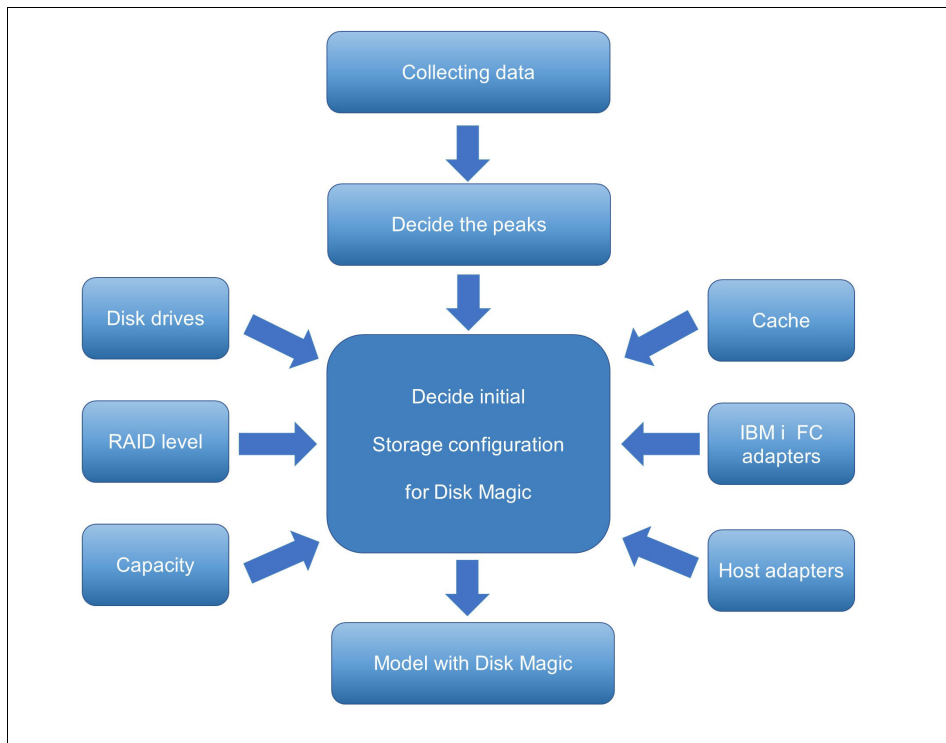 Collecting data
Decide the peaks
Disk drives
Cache
Decide initial
Storage configuration
for Disk Magic
RAID level
IBM i  FC
adapters
Capacity
Host adapters
Model with Disk Magic